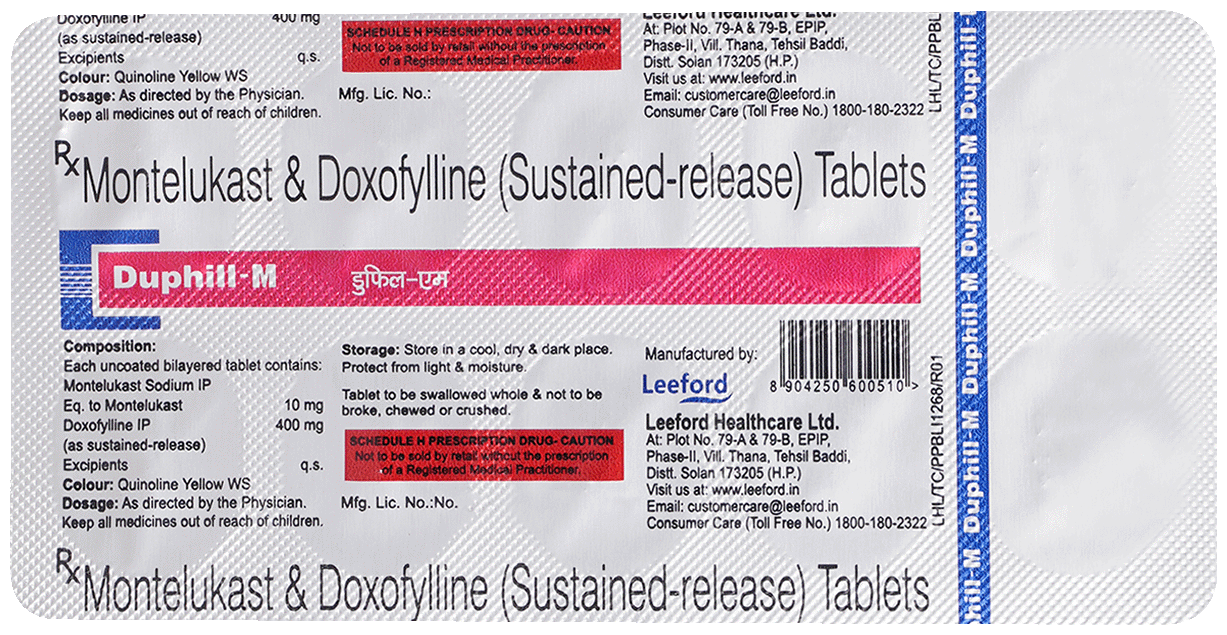 Doxofylline IP 400 mg
(as sustained-release)
Excipients q.s.
Colour: Quinoline Yellow WS
Dosage: As directed by the Physician.
Keep all medicines out of reach of children.
SCHEDULE H PRESCRIPTION DRUG- CAUTION
Not to be sold by retail without the prescription
of a Registered Medical Practitioner.
Mfg. Lic. No.:
Leeford Healthcare Ltd.
At: Plot No. 79-A & 79-B, EPIP,
Phase-II, Vill. Thana, Tehsil Baddi,
Distt. Solan 173205 (H.P.)
Visit us at: www.leeford.in
Email: customercare@leeford.in
Consumer Care (Toll Free No.) 1800-180-2322
LHL/TC/PPBLI
Rx Montelukast & Doxofylline (Sustained-release) Tablets
Duphill-M डुफिल-एम
Composition:
Each uncoated bilayered tablet contains:
Montelukast Sodium IP
Eq. to Montelukast 10 mg
Doxofylline IP 400 mg
(as sustained-release)
Excipients q.s.
Colour: Quinoline Yellow WS
Dosage: As directed by the Physician.
Keep all medicines out of reach of children.
Storage: Store in a cool, dry & dark place.
Protect from light & moisture.
Tablet to be swallowed whole & not to be
broke, chewed or crushed.
SCHEDULE H PRESCRIPTION DRUG- CAUTION
Not to be sold by retail without the prescription
of a Registered Medical Practitioner.
Mfg. Lic. No.:No.
Manufactured by:
Leeford
8 904250 600510 >
Leeford Healthcare Ltd.
At: Plot No. 79-A & 79-B, EPIP,
Phase-II, Vill. Thana, Tehsil Baddi,
Distt. Solan 173205 (H.P.)
Visit us at: www.leeford.in
Email: customercare@leeford.in
Consumer Care (Toll Free No.) 1800-180-2322
LHL/TC/PPBLI1268/R01
Rx Montelukast & Doxofylline (Sustained-release) Tablets
hill-M Duphill-M Duphill-M Duphill-M Duphill-M Duphill-